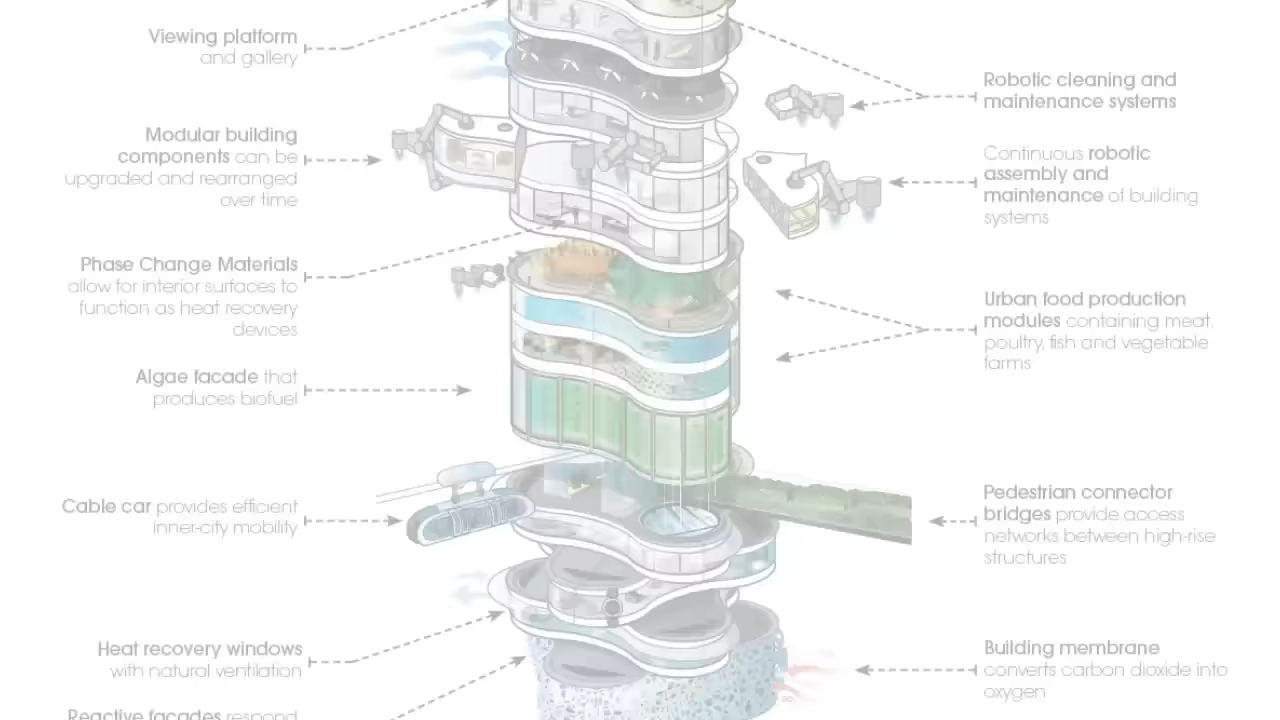 Viewing platform
and gallery
Modular building
components can be
upgraded and rearranged
over time
Phase Change Materials
allow for interior surfaces to
function as heat recovery
devices
Algae facade that
produces biofuel
Cable car provides efficient
inner-city mobility
Heat recovery windows
with natural ventilation
Reactive facades respond
Robotic cleaning and
maintenance systems
Continuous robotic
assembly and
maintenance of building
systems
Urban food production
modules containing meat,
poultry, fish and vegetable
farms
Pedestrian connector
bridges provide access
networks between high-rise
structures
Building membrane
converts carbon dioxide into
oxygen